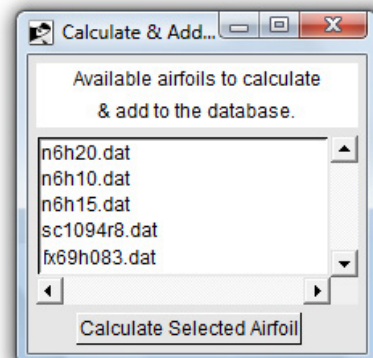 Calculate & Add...
Available airfoils to calculate
& add to the database.
n6h20.dat
n6h10.dat
n6h15.dat
sc1094r8.dat
fx69h083.dat
Calculate Selected Airfoil